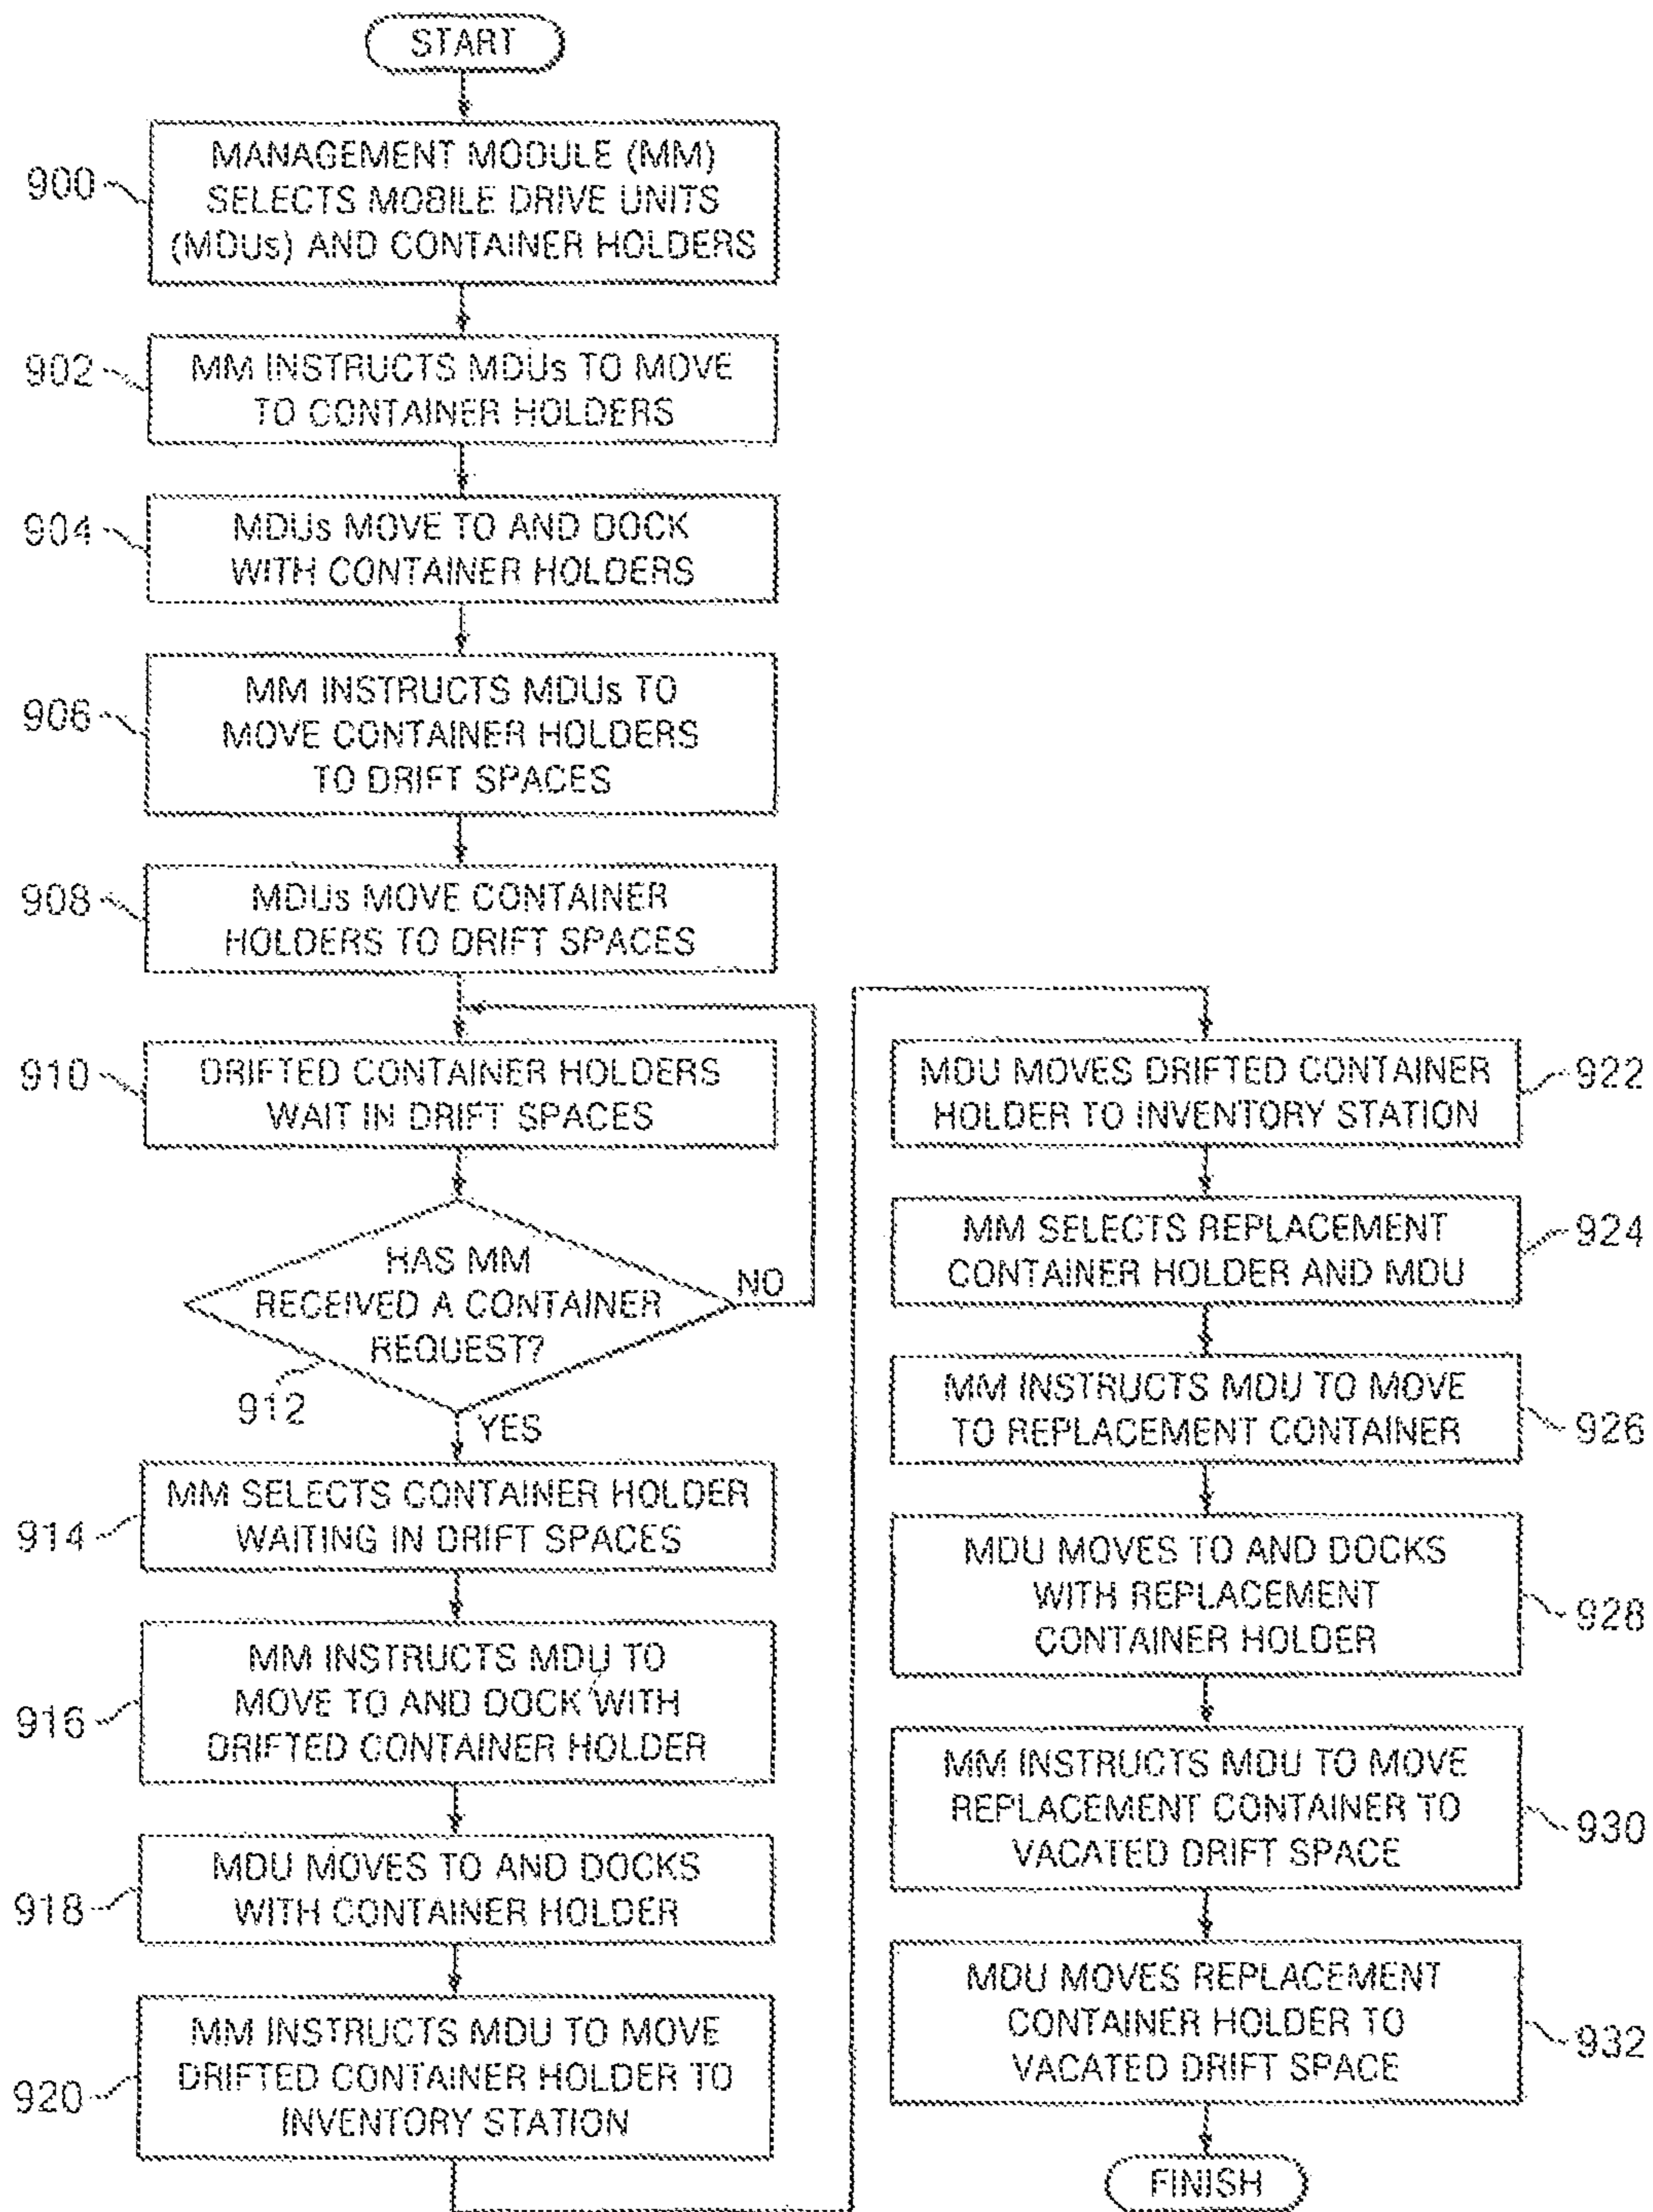 START
900
MANAGEMENT MODULE (MM)
SELECTS MOBILE DRIVE UNITS
(MDUs) AND CONTAINER HOLDERS
902
MM INSTRUCTS MDUs TO MOVE
TO CONTAINER HOLDERS
904
MDUs MOVE TO AND DOCK
WITH CONTAINER HOLDERS
906
MM INSTRUCTS MDUs TO
MOVE CONTAINER HOLDERS
TO DRIFT SPACES
908
MDUs MOVE CONTAINER
HOLDERS TO DRIFT SPACES
910
DRIFTED CONTAINER HOLDERS
WAIT IN DRIFT SPACES
HAS MM
RECEIVED A CONTAINER
REQUEST?
NO
912
YES
914
MM SELECTS CONTAINER HOLDER
WAITING IN DRIFT SPACES
916
MM INSTRUCTS MDU TO
MOVE TO AND DOCK WITH
DRIFTED CONTAINER HOLDER
918
MDU MOVES TO AND DOCKS
WITH CONTAINER HOLDER
920
MM INSTRUCTS MDU TO MOVE
DRIFTED CONTAINER HOLDER TO
INVENTORY STATION
MDU MOVES DRIFTED CONTAINER
HOLDER TO INVENTORY STATION
922
MM SELECTS REPLACEMENT
CONTAINER HOLDER AND MDU
924
MM INSTRUCTS MDU TO MOVE
TO REPLACEMENT CONTAINER
926
MDU MOVES TO AND DOCKS
WITH REPLACEMENT
CONTAINER HOLDER
928
MM INSTRUCTS MDU TO MOVE
REPLACEMENT CONTAINER TO
VACATED DRIFT SPACE
930
MDU MOVES REPLACEMENT
CONTAINER HOLDER TO
VACATED DRIFT SPACE
932
FINISH